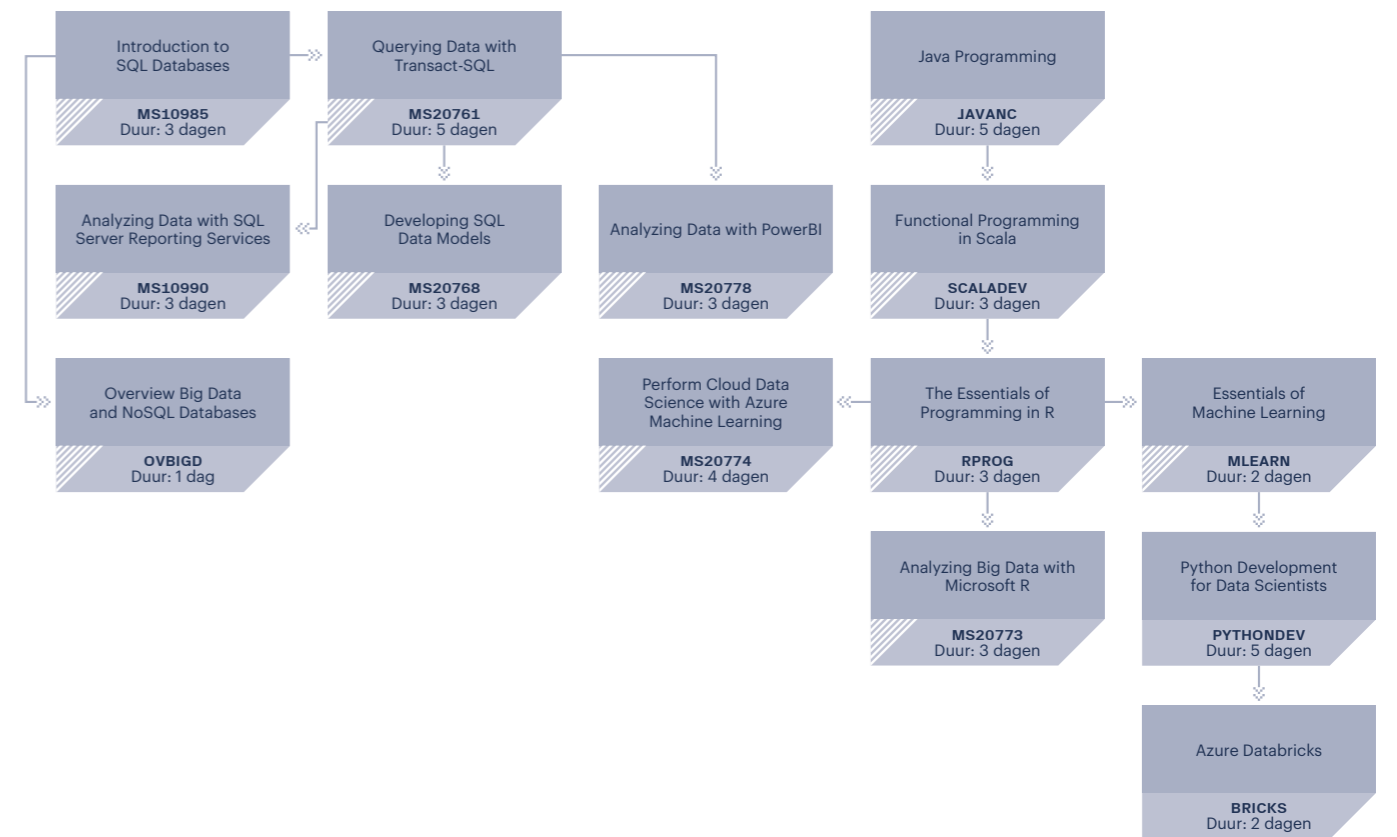 Introduction to
SQL Databases
MS10985
Duur: 3 dagen
Querying Data with
Transact-SQL
MS20761
Duur: 5 dagen
Java Programming
JAVANC
Duur: 5 dagen
Analyzing Data with SQL
Server Reporting Services
MS10990
Duur: 3 dagen
Developing SQL
Data Models
MS20768
Duur: 3 dagen
Analyzing Data with PowerBI
MS20778
Duur: 3 dagen
Functional Programming
in Scala
SCALADEV
Duur: 3 dagen
Overview Big Data
and NoSQL Databases
OVBIGD
Duur: 1 dag
Perform Cloud Data
Science with Azure
Machine Learning
MS20774
Duur: 4 dagen
The Essentials of
Programming in R
RPROG
Duur: 3 dagen
Essentials of
Machine Learning
MLEARN
Duur: 2 dagen
Analyzing Big Data with
Microsoft R
MS20773
Duur: 3 dagen
Python Development
for Data Scientists
PYTHONDEV
Duur: 5 dagen
Azure Databricks
BRICKS
Duur: 2 dagen